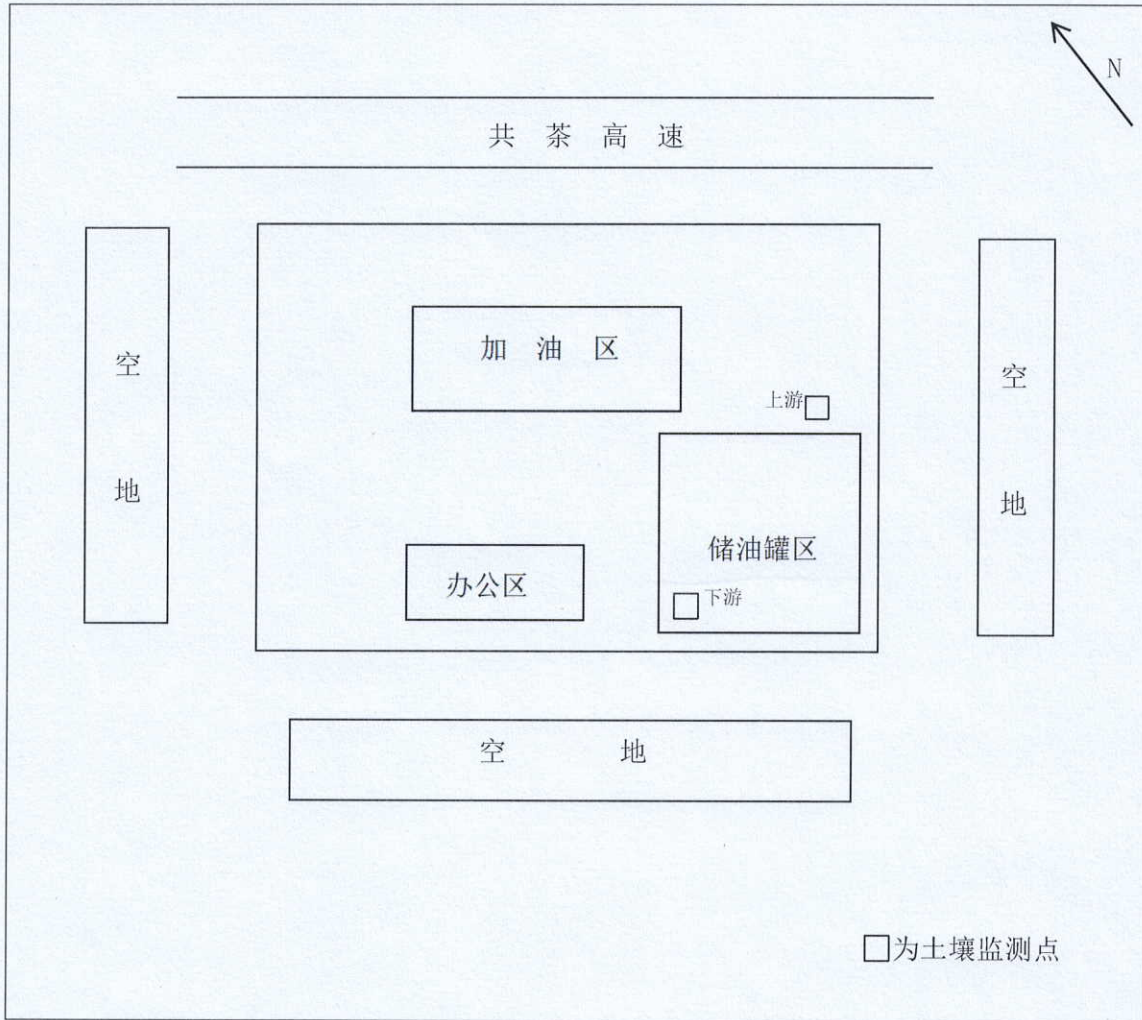 N
共 茶 高 速
加 油 区
空 地
空 地
上游
储油罐区
办公区
下游
空 地
为土壤监测点